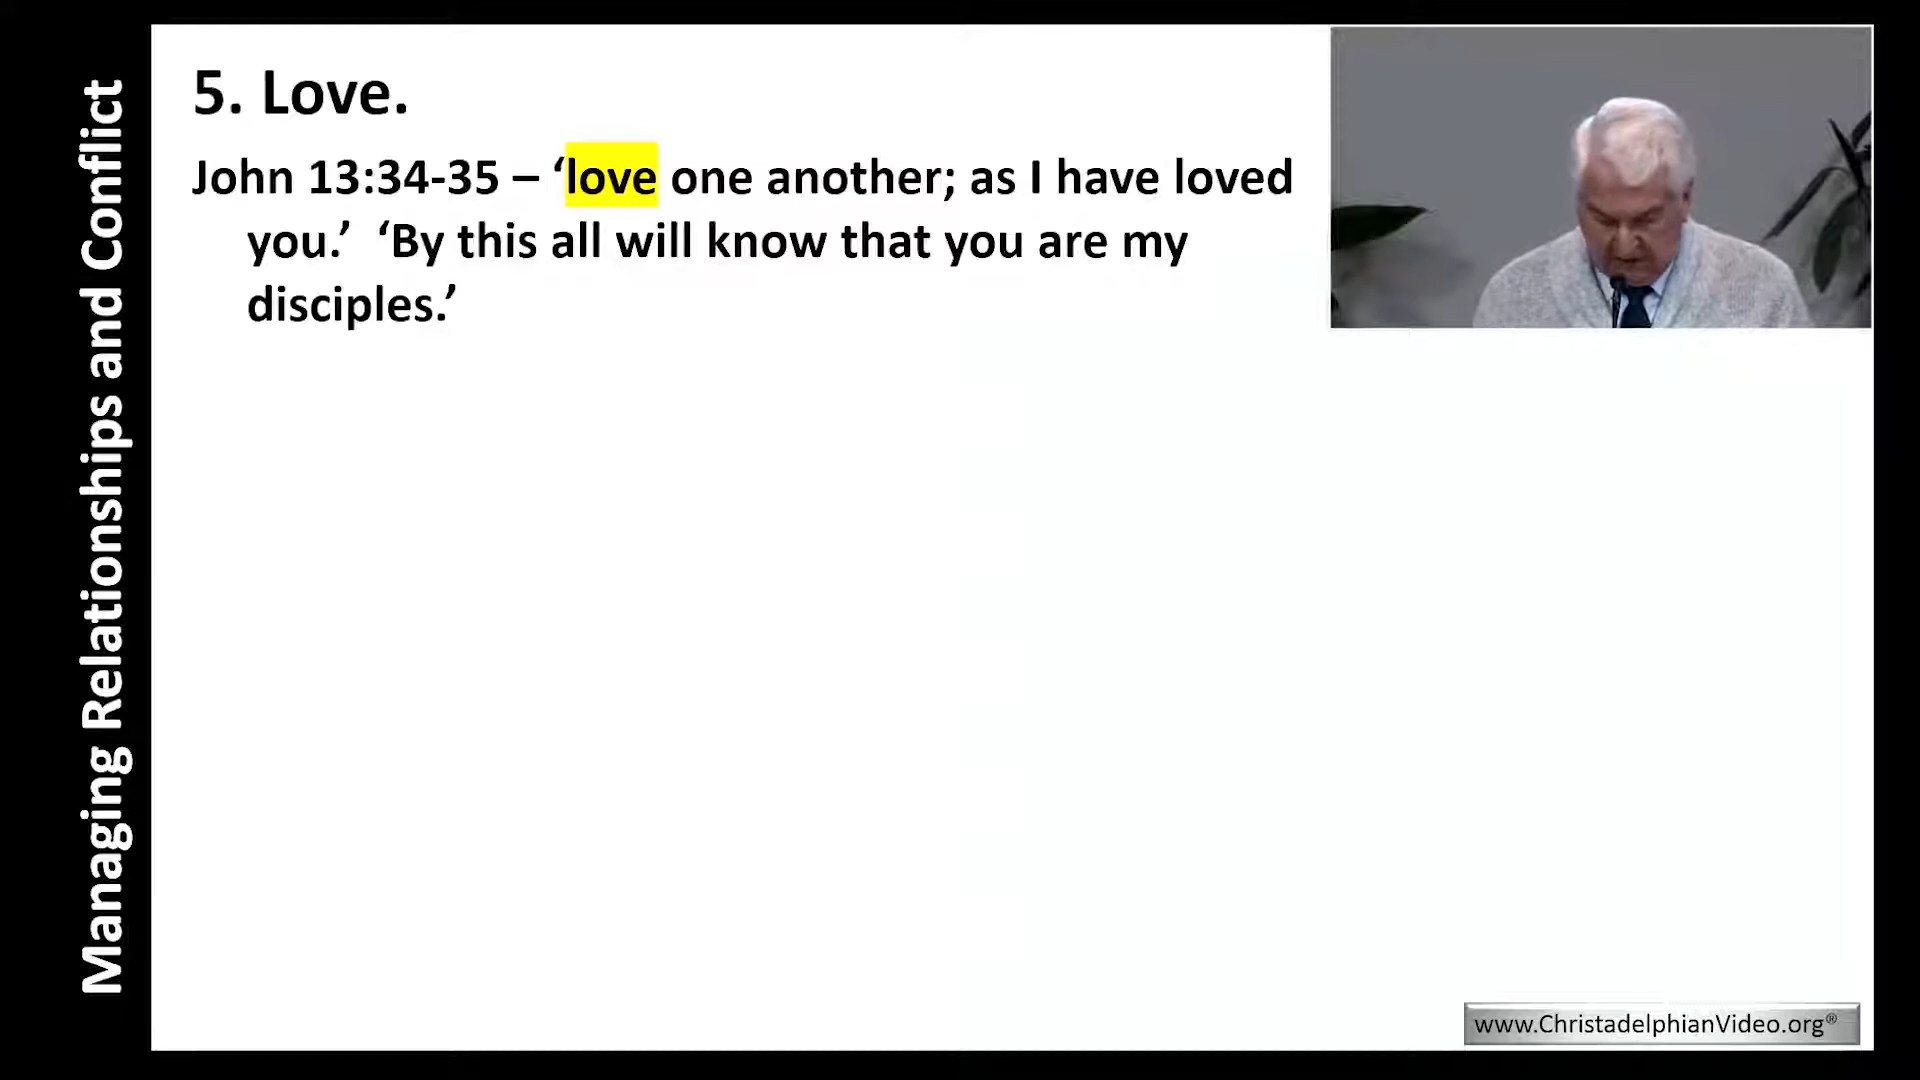 Managing Relationships and Conflict
5. Love.
John 13:34-35 – ‘love one another; as I have loved
you.’ ‘By this all will know that you are my
disciples.’
www.ChristadelphianVideo.org®